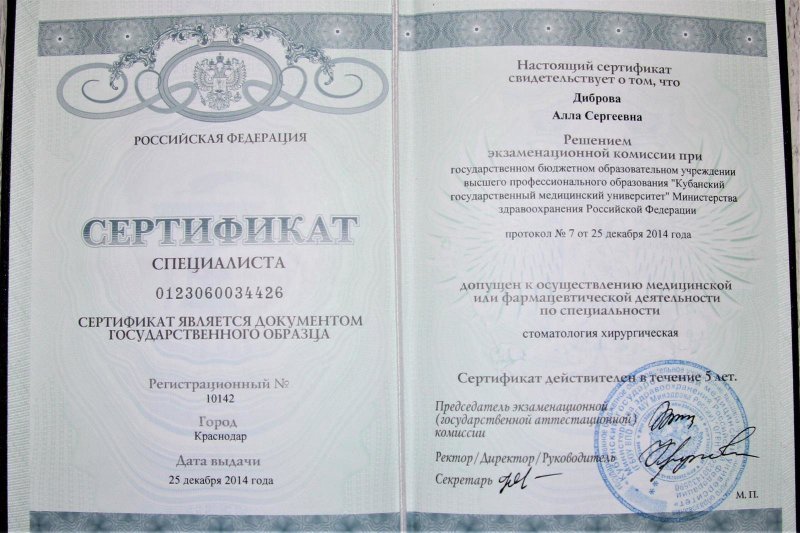 РОССИЙСКАЯ ФЕДЕРАЦИЯ
СЕРТИФИКАТ
СПЕЦИАЛИСТА
0123060034426
СЕРТИФИКАТ ЯВЛЯЕТСЯ ДОКУМЕНТОМ
ГОСУДАРСТВЕННОГО ОБРАЗЦА
Регистрационный №
10142
Город
Краснодар
Дата выдачи
25 декабря 2014 года
Настоящий сертификат
свидетельствует о том, что
Диброва
Алла Сергеевна
Решением
экзаменационной комиссии при
государственном бюджетном образовательном учреждении
высшего профессионального образования "Кубанский
государственный медицинский университет" Министерства
здравоохранения Российской Федерации
протокол № 7 от 25 декабря 2014 года
допущен к осуществлению медицинской
или фармацевтической деятельности
по специальности
стоматология хирургическая
Сертификат действителен в течение 5 лет.
Председатель экзаменационной
(государственной аттестационной)
комиссии
Ректор/Директор/Руководитель
Секретарь
М. П.